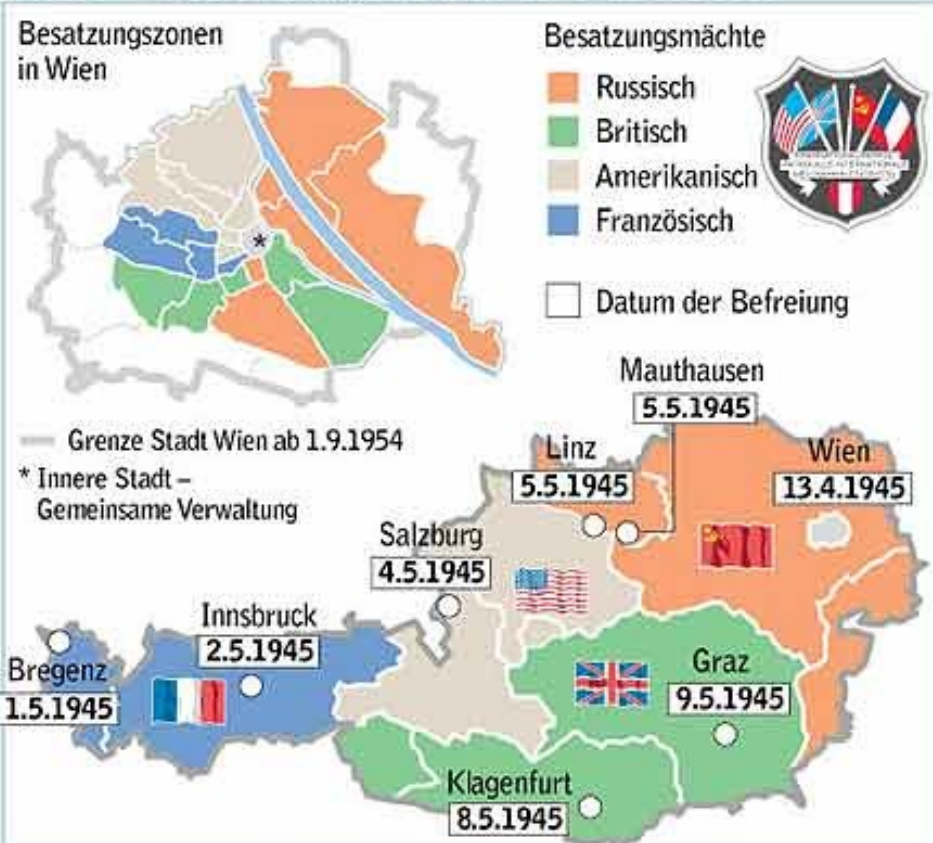 Besatzungszonen
in Wien
Besatzungsmächte
Russisch
Britisch
Amerikanisch
Französisch
Datum der Befreiung
*
Grenze Stadt Wien ab 1.9.1954
* Innere Stadt –
Gemeinsame Verwaltung
Mauthausen
5.5.1945
Linz
5.5.1945
Wien
13.4.1945
Salzburg
4.5.1945
Innsbruck
2.5.1945
Bregenz
1.5.1945
Graz
9.5.1945
Klagenfurt
8.5.1945